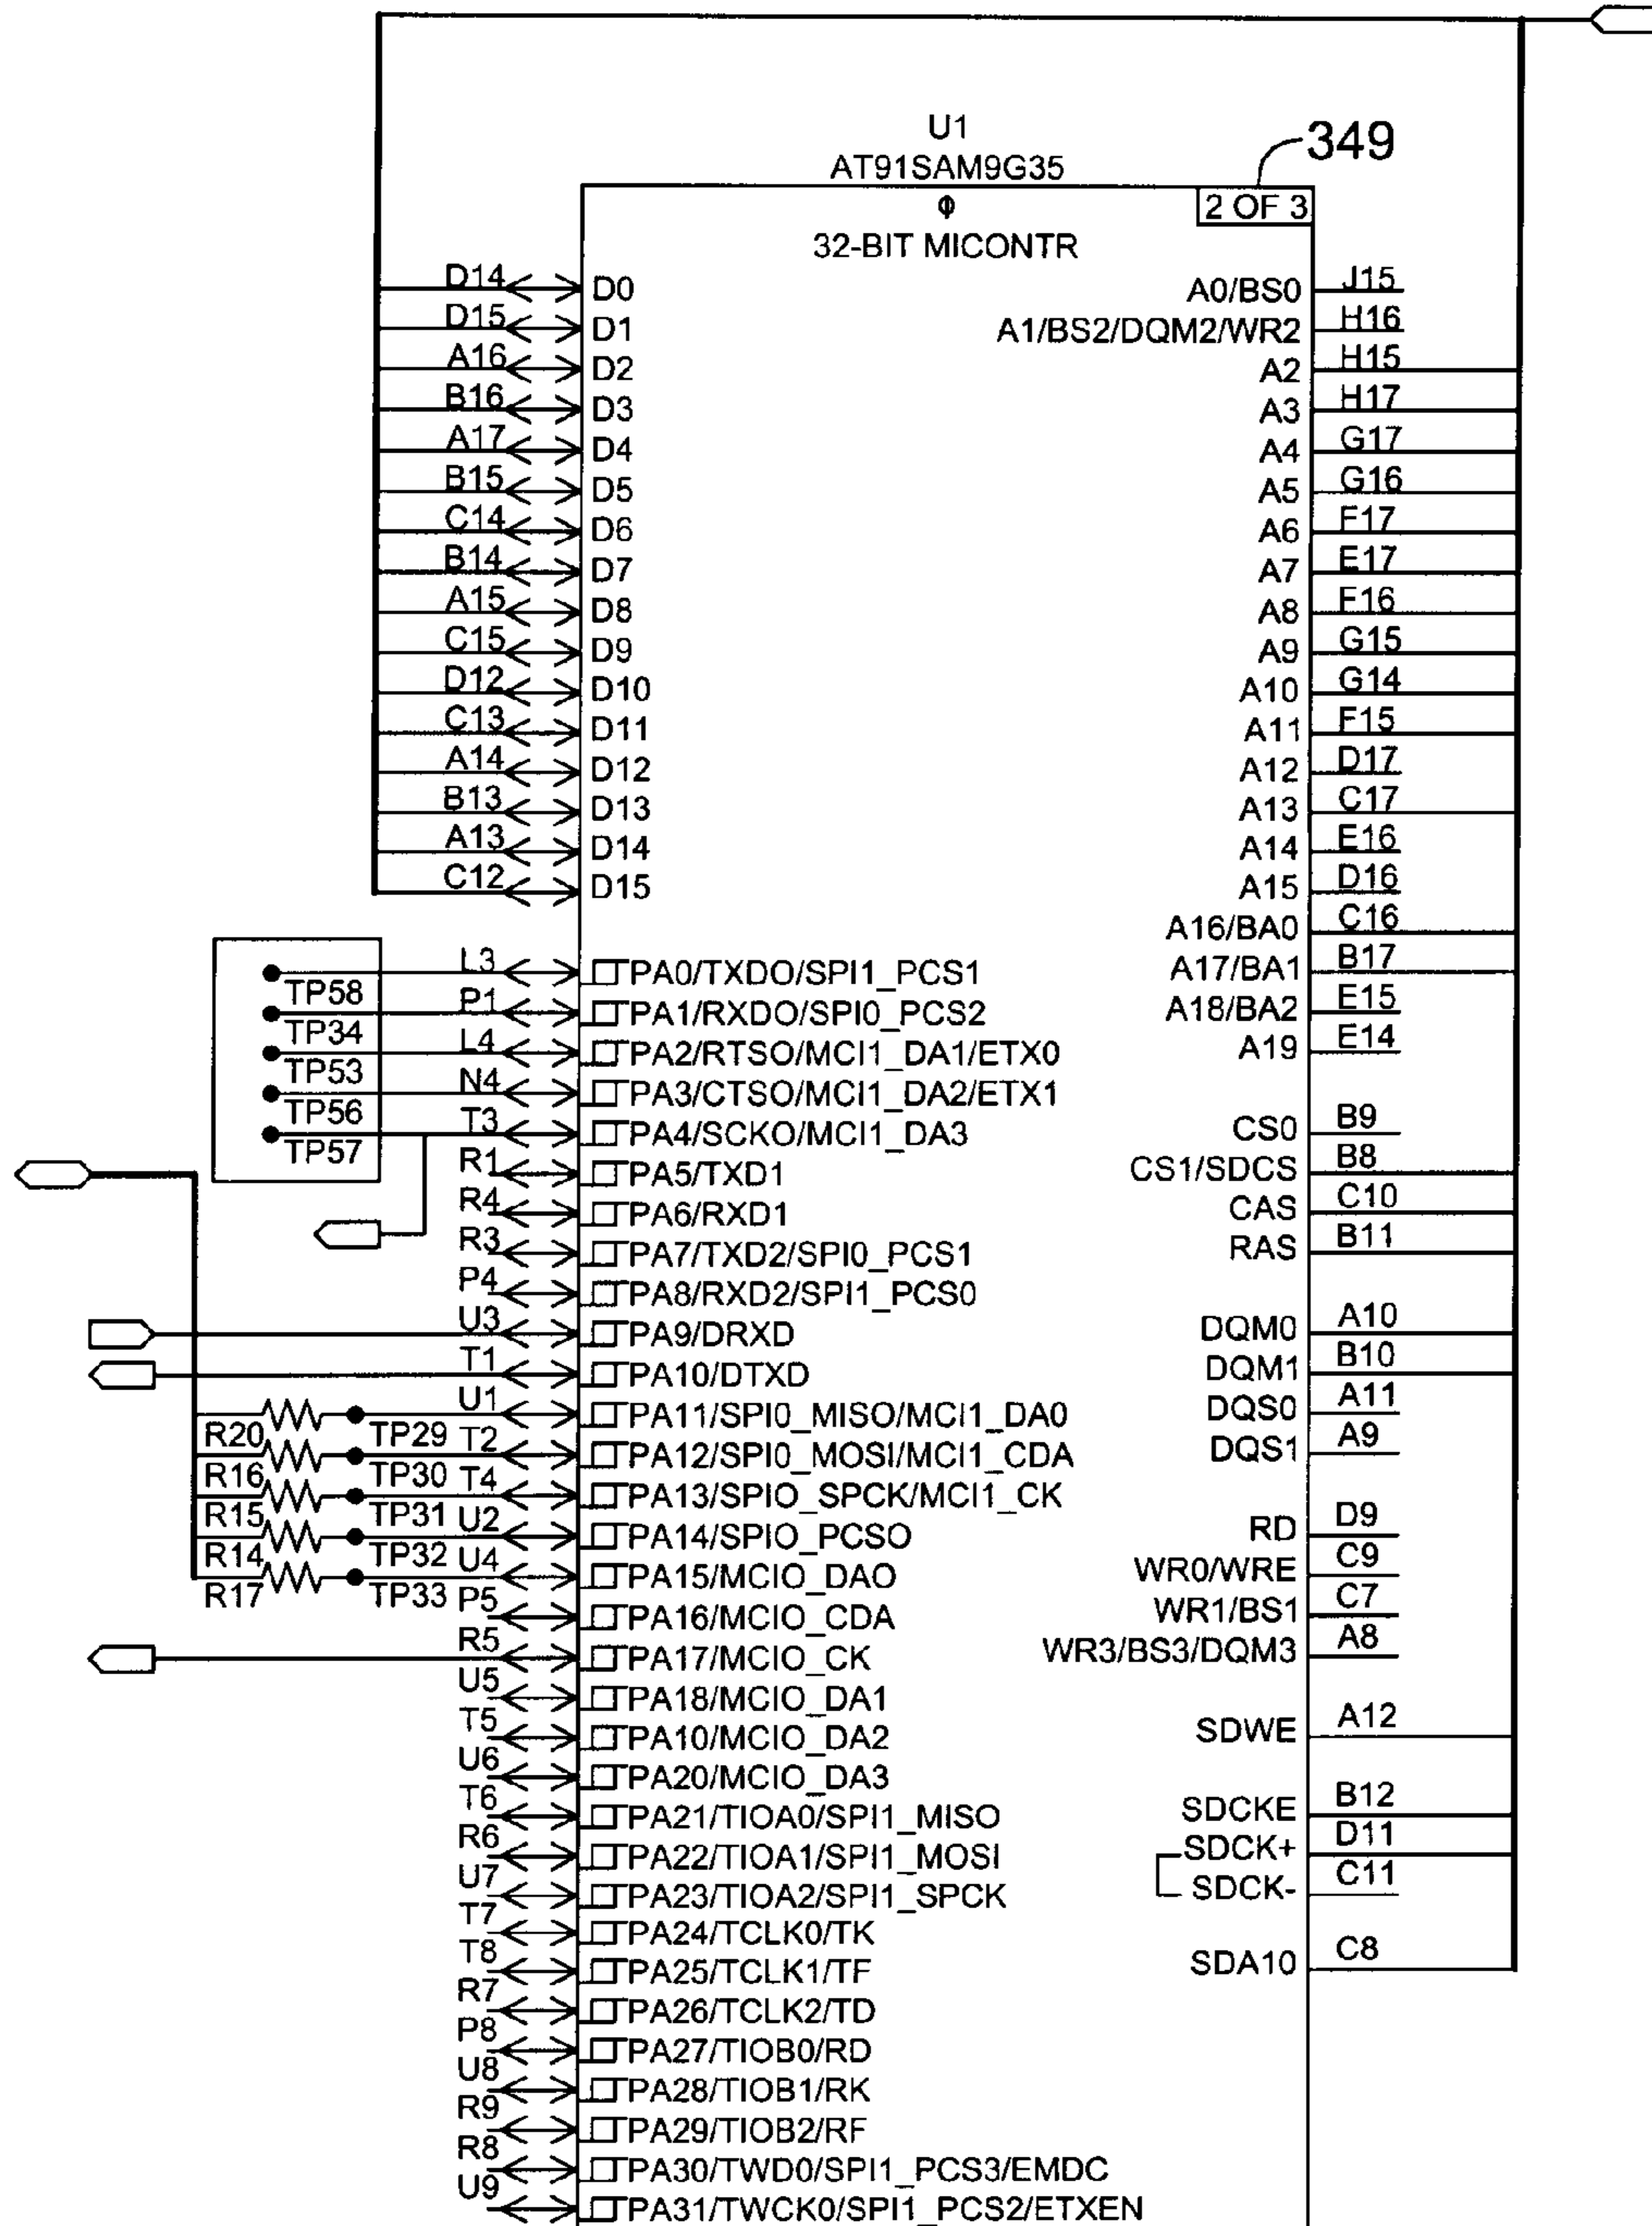 U1
AT91SAM9G35
349
Φ
2 OF 3
32-BIT MICONTR
D14 D0
D15 D1
A16 D2
B16 D3
A17 D4
B15 D5
C14 D6
B14 D7
A15 D8
C15 D9
D12 D10
C13 D11
A14 D12
B13 D13
A13 D14
C12 D15
TP58 L3 PA0/TXDO/SPI1_PCS1
TP34 P1 PA1/RXDO/SPI0_PCS2
TP53 L4 PA2/RTSO/MCI1_DA1/ETX0
TP56 N4 PA3/CTSO/MCI1_DA2/ETX1
TP57 T3 PA4/SCKO/MCI1_DA3
R1 PA5/TXD1
R4 PA6/RXD1
R3 PA7/TXD2/SPI0_PCS1
P4 PA8/RXD2/SPI1_PCS0
U3 PA9/DRXD
T1 PA10/DTXD
R20 TP29 U1 PA11/SPI0_MISO/MCI1_DA0
R16 TP30 T2 PA12/SPI0_MOSI/MCI1_CDA
R15 TP31 T4 PA13/SPIO_SPCK/MCI1_CK
R14 TP32 U2 PA14/SPIO_PCSO
R17 TP33 U4 PA15/MCIO_DAO
P5 PA16/MCIO_CDA
R5 PA17/MCIO_CK
U5 PA18/MCIO_DA1
T5 PA10/MCIO_DA2
U6 PA20/MCIO_DA3
T6 PA21/TIOA0/SPI1_MISO
R6 PA22/TIOA1/SPI1_MOSI
U7 PA23/TIOA2/SPI1_SPCK
T7 PA24/TCLK0/TK
T8 PA25/TCLK1/TF
R7 PA26/TCLK2/TD
P8 PA27/TIOB0/RD
U8 PA28/TIOB1/RK
R9 PA29/TIOB2/RF
R8 PA30/TWD0/SPI1_PCS3/EMDC
U9 PA31/TWCK0/SPI1_PCS2/ETXEN
A0/BS0 J15
A1/BS2/DQM2/WR2 H16
A2 H15
A3 H17
A4 G17
A5 G16
A6 F17
A7 E17
A8 F16
A9 G15
A10 G14
A11 F15
A12 D17
A13 C17
A14 E16
A15 D16
A16/BA0 C16
A17/BA1 B17
A18/BA2 E15
A19 E14
CS0 B9
CS1/SDCS B8
CAS C10
RAS B11
DQM0 A10
DQM1 B10
DQS0 A11
DQS1 A9
RD D9
WR0/WRE C9
WR1/BS1 C7
WR3/BS3/DQM3 A8
SDWE A12
SDCKE B12
SDCK+ D11
SDCK- C11
SDA10 C8